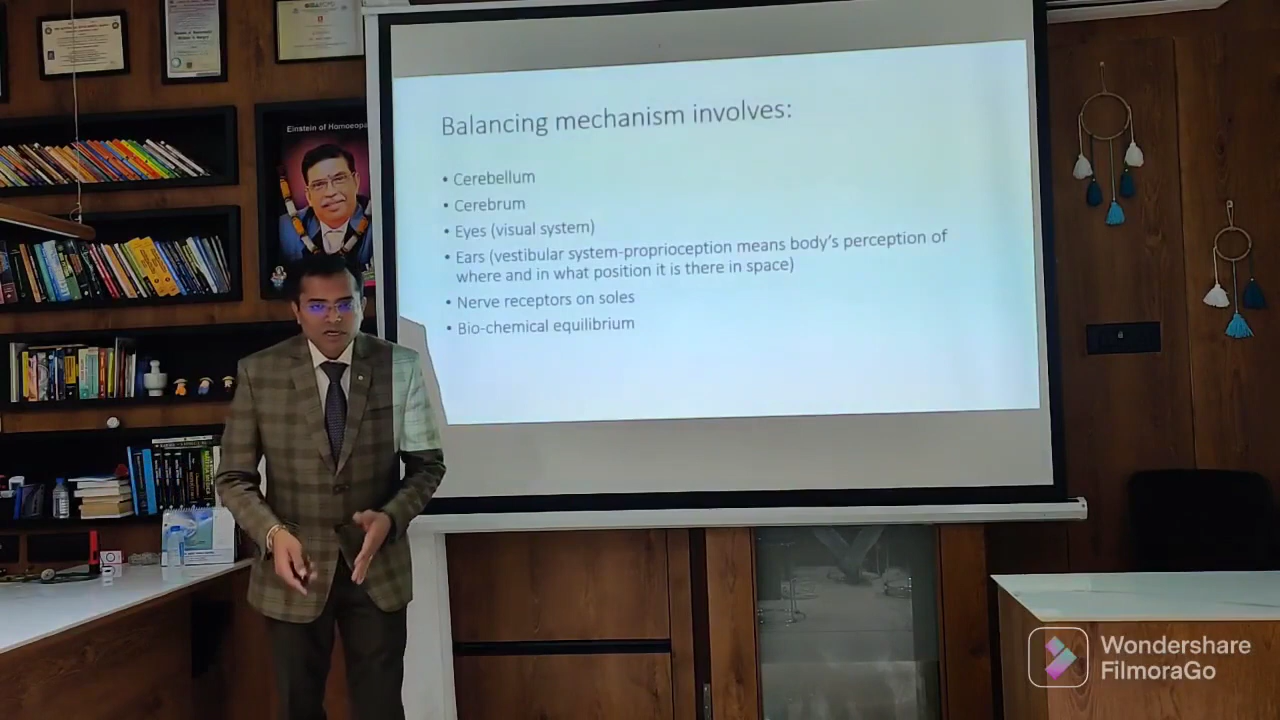 Einstein of Homoeopa
Balancing mechanism involves:
• Cerebellum
• Cerebrum
• Eyes (visual system)
• Ears (vestibular system-proprioception means body's perception of
where and in what position it is there in space)
• Nerve receptors on soles
• Bio-chemical equilibrium
Wondershare
FilmoraGo